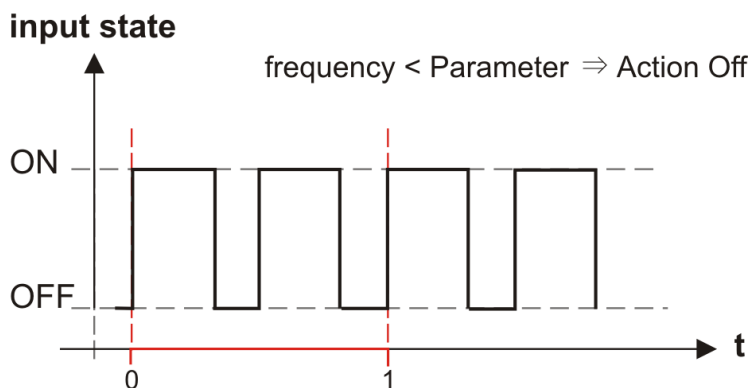 input state
frequency < Parameter ⇒ Action Off
ON
OFF
t
0
1